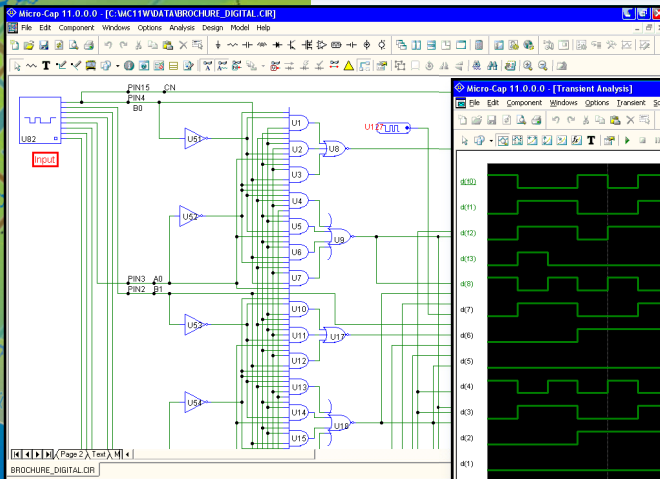 Micro-Cap 11.0.0.0 - [C:\MC11W\DATA\BROCHURE_DIGITAL.CIR]
File Edit Component Windows Options Analysis Design Model Help
PIN15 CN
PIN4
B0
U82
Input
U51
U1
U2
U8
U3
U4
U52
U5
U9
U6
U7
PIN3 A0
PIN2 B1
U10
U53
U11
U17
U12
U13
U54
U14
U18
U15
Page 2 Text M
BROCHURE_DIGITAL.CIR
Micro-Cap 11.0.0.0 - [Transient Analysis]
File Edit Component Windows Options Transient Sc
d(10)
d(11)
d(12)
d(13)
d(8)
d(7)
d(6)
d(5)
d(4)
d(3)
d(2)
d(1)